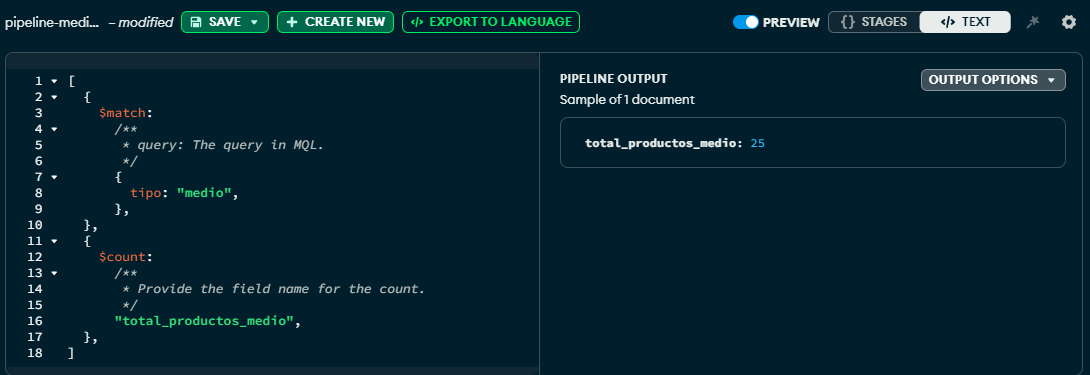 pipeline-medi... – modified SAVE CREATE NEW EXPORT TO LANGUAGE PREVIEW {} STAGES </> TEXT
1 [
2 {
3 $match:
4 /**
5 * query: The query in MQL.
6 */
7 {
8 tipo: "medio",
9 },
10 },
11 {
12 $count:
13 /**
14 * Provide the field name for the count.
15 */
16 "total_productos_medio",
17 },
18 ]
PIPELINE OUTPUT
OUTPUT OPTIONS
Sample of 1 document
total_productos_medio: 25